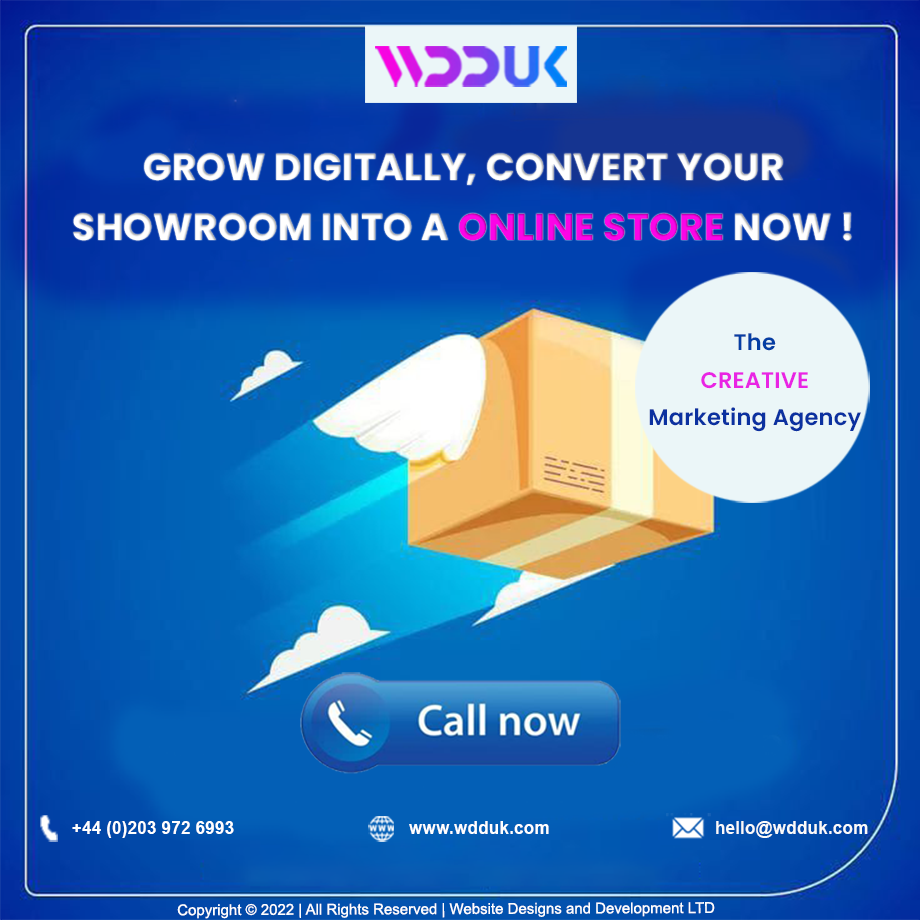 WDDUK
GROW DIGITALLY, CONVERT YOUR
SHOWROOM INTO A ONLINE STORE NOW !
The
CREATIVE
Marketing Agency
Call now
+44 (0)203 972 6993
www.wdduk.com
hello@wdduk.com
Copyright © 2022 | All Rights Reserved | Website Designs and Development LTD